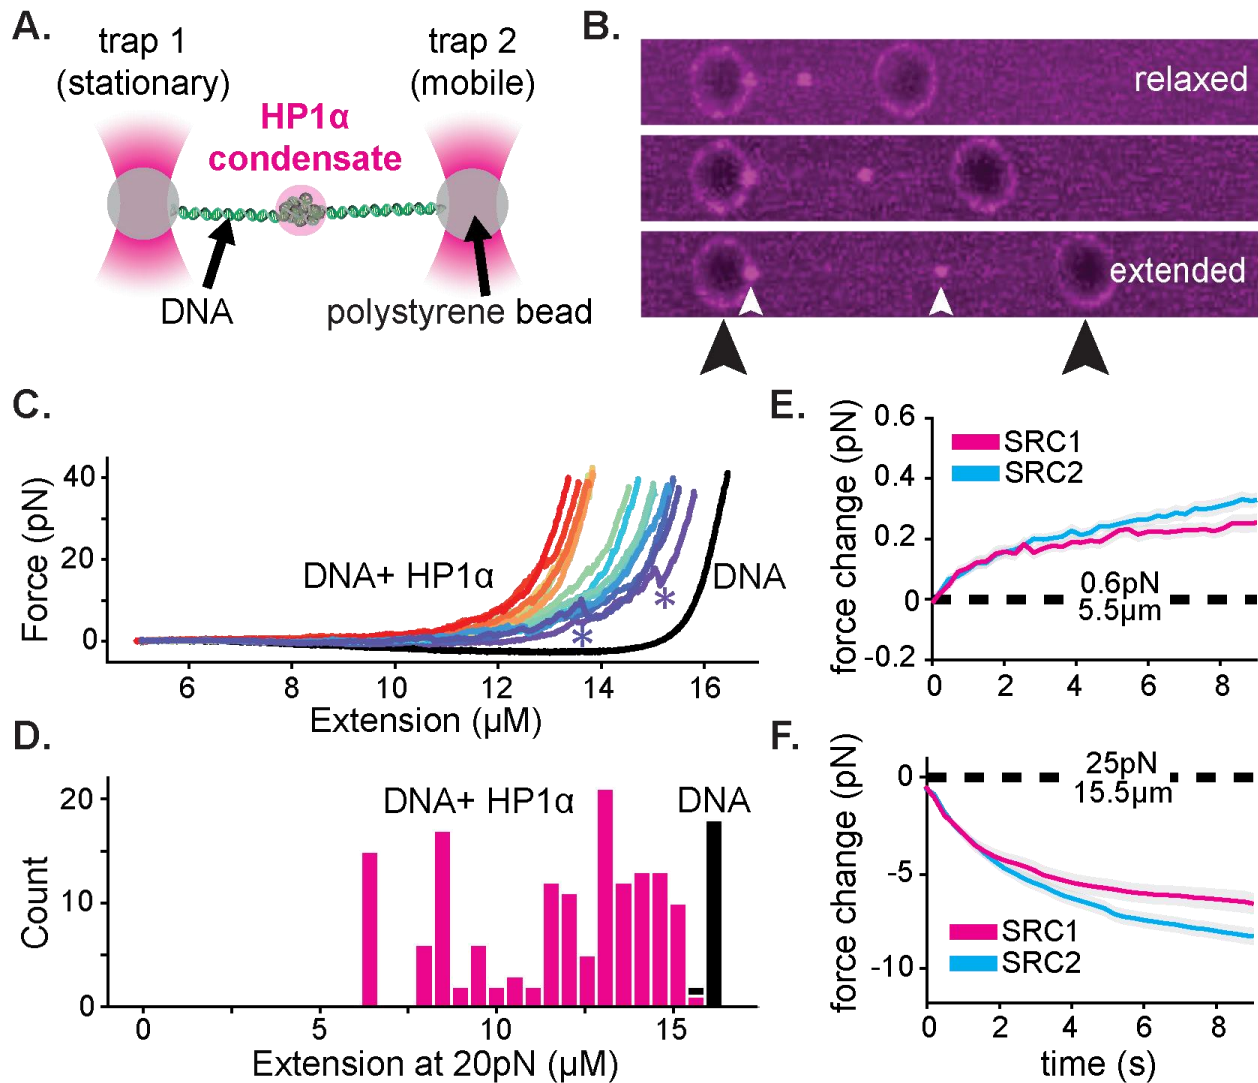 A.
trap 1
(stationary)
trap 2
(mobile)
HP1α
condensate
DNA
polystyrene bead
B.
relaxed
extended
C.
Force (pN)
40
20
0
DNA+ HP1α
DNA
*
*
6
8
10
12
14
16
Extension (µM)
D.
Count
20
10
0
DNA+ HP1α
DNA
0
5
10
15
Extension at 20pN (µM)
E.
force change (pN)
0.6
0.4
0.2
0
-0.2
SRC1
SRC2
0.6pN
5.5µm
0
2
4
6
8
F.
force change (pN)
0
-5
-10
25pN
15.5µm
SRC1
SRC2
0
2
4
6
8
time (s)